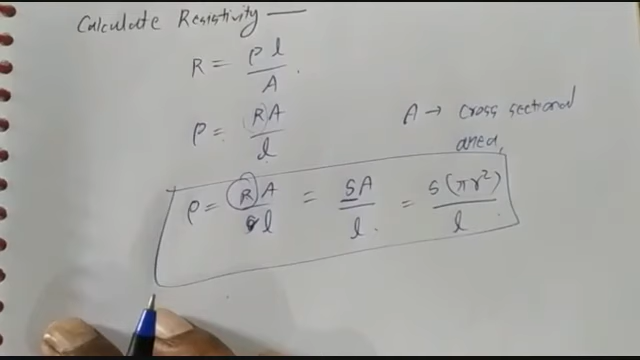 Calculate Resistivity —
R = ρl/A.
ρ = RA/l
A → Cross sectional
area,
ρ = RA/l = SA/l. = S(πr²)/l